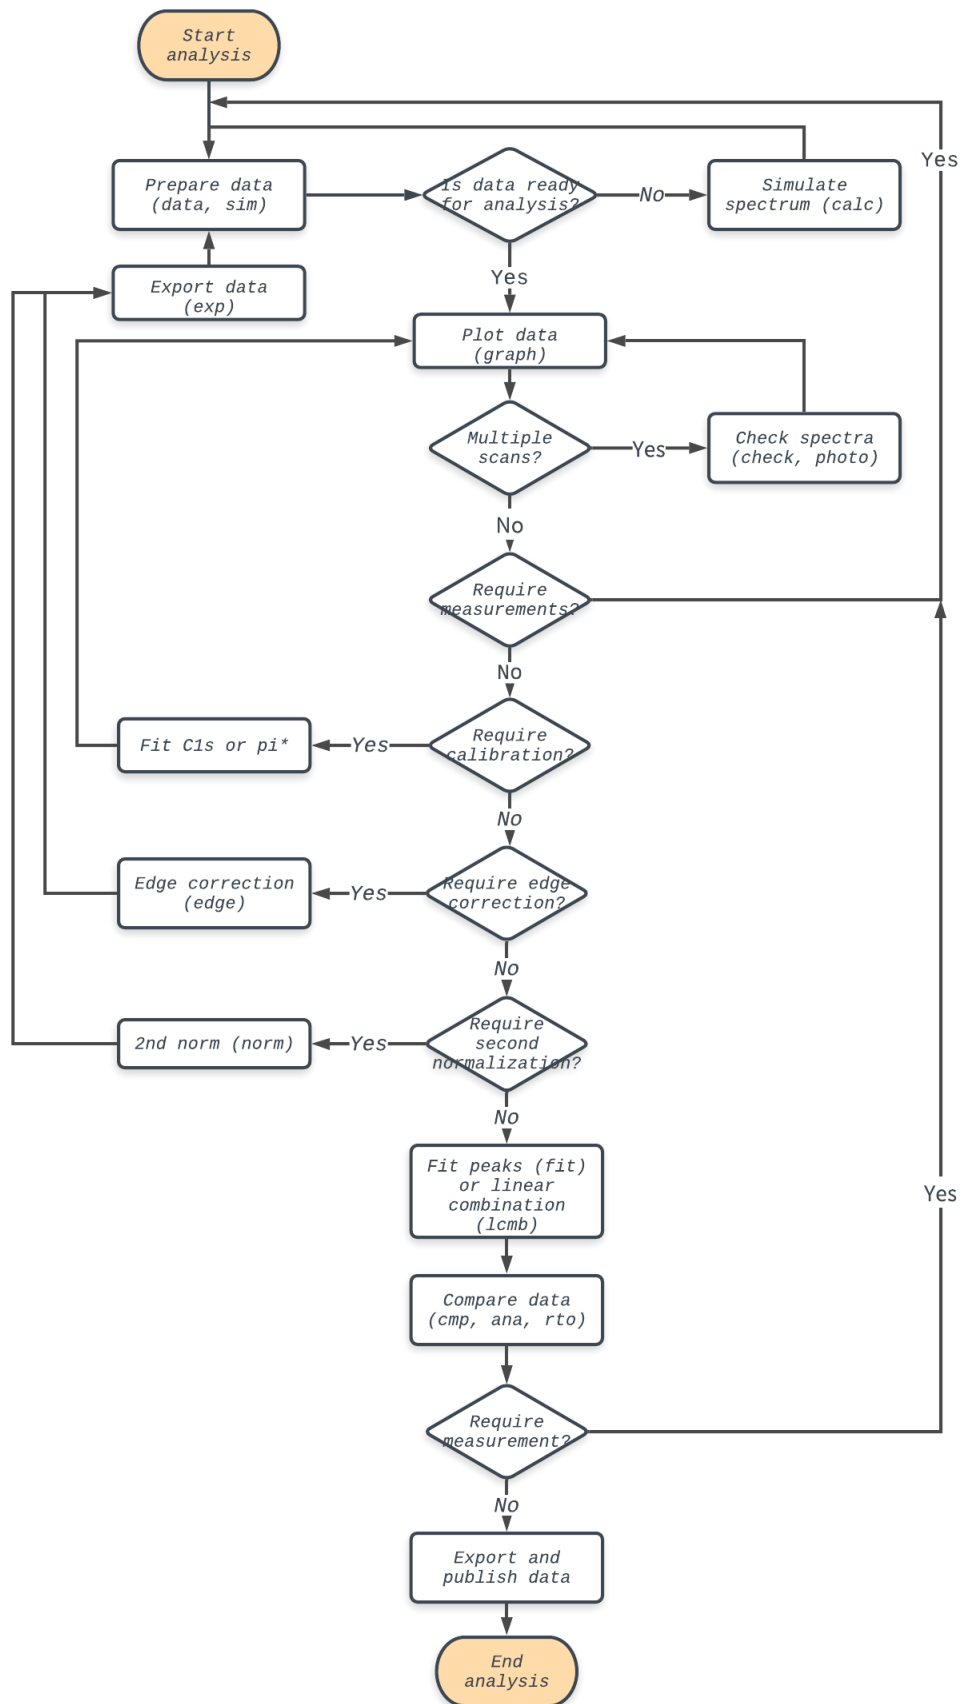 Start
analysis
Yes
Prepare data
(data, sim)
Is data ready
for analysis?
No
Simulate
spectrum (calc)
Export data
(exp)
Yes
Plot data
(graph)
Multiple
scans?
Yes
Check spectra
(check, photo)
No
Require
measurements?
No
Fit C1s or pi*
Yes
Require
calibration?
No
Edge correction
(edge)
Yes
Require edge
correction?
No
2nd norm (norm)
Yes
Require
second
normalization?
No
Fit peaks (fit)
or linear
combination
(lcmb)
Yes
Compare data
(cmp, ana, rto)
Require
measurement?
No
Export and
publish data
End
analysis